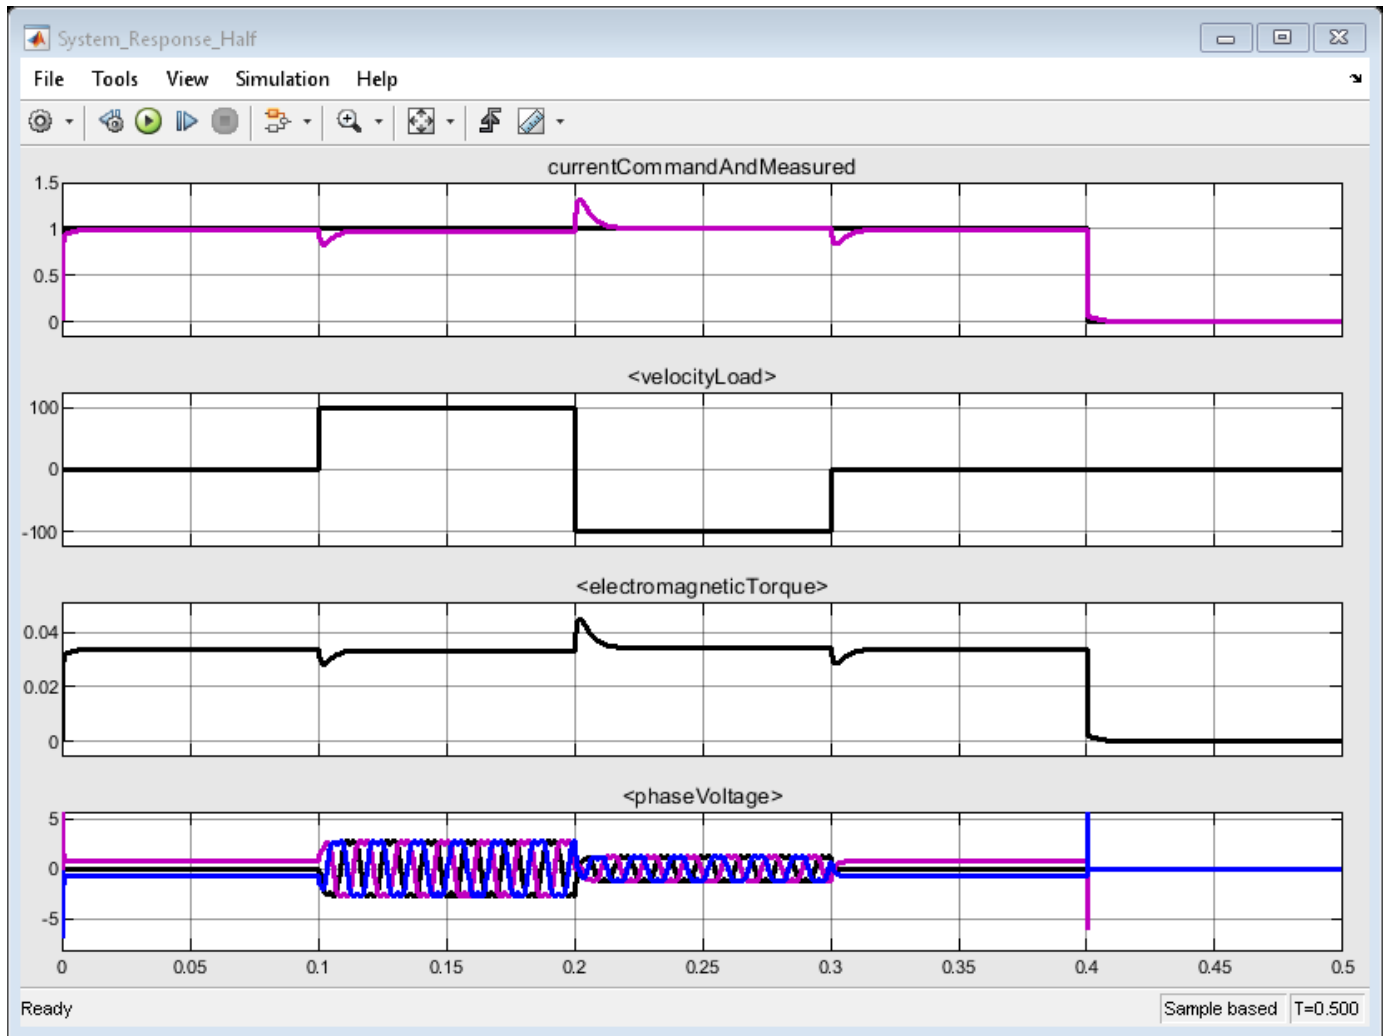 System_Response_Half
File Tools View Simulation Help
currentCommandAndMeasured
1.5
1
0.5
0
<velocityLoad>
100
0
-100
<electromagneticTorque>
0.04
0.02
0
<phaseVoltage>
5
0
-5
0 0.05 0.1 0.15 0.2 0.25 0.3 0.35 0.4 0.45 0.5
Ready Sample based T=0.500